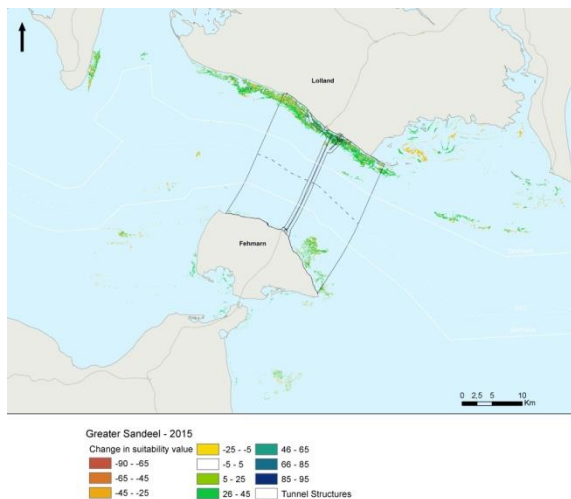 Lolland
Fehmarn
0 2,5 5 10
Km
Greater Sandeel - 2015
Change in suitability value
-90 - -65
-65 - -45
-45 - -25
-25 - -5
-5 - 5
5 - 25
26 - 45
46 - 65
66 - 85
85 - 95
Tunnel Structures